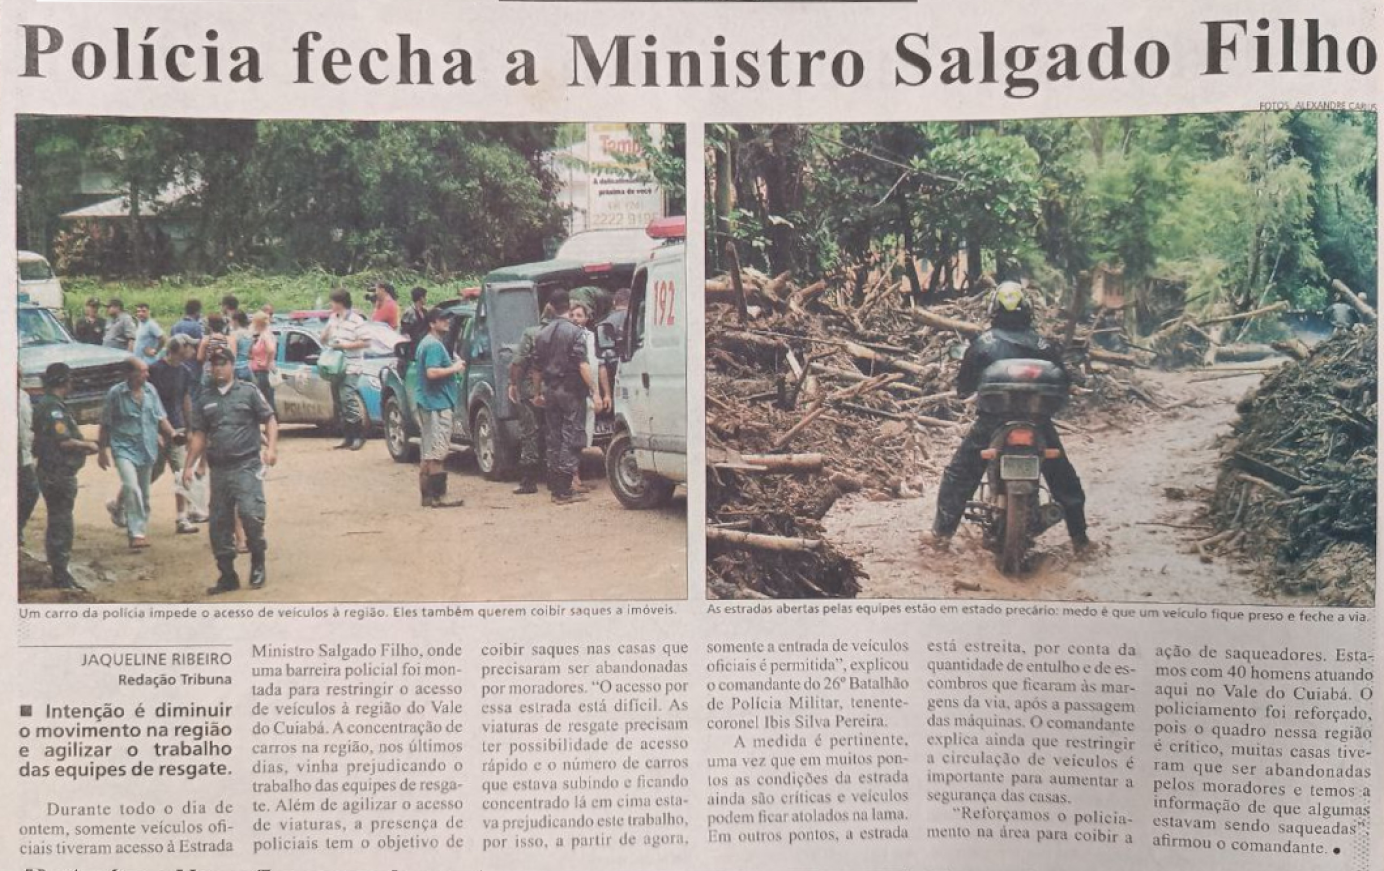 Polícia fecha a Ministro Salgado Filho
FOTOS: ALEXANDRE CARIUS
192
2222
Um carro da polícia impede o acesso de veículos à região. Eles também querem coibir saques a imóveis.
As estradas abertas pelas equipes estão em estado precário: medo é que um veículo fique preso e feche a via.
JAQUELINE RIBEIRO
Redação Tribuna
■ Intenção é diminuir
o movimento na região
e agilizar o trabalho
das equipes de resgate.
Durante todo o dia de
ontem, somente veículos ofi-
ciais tiveram acesso à Estrada
Ministro Salgado Filho, onde
uma barreira policial foi mon-
tada para restringir o acesso
de veículos à região do Vale
do Cuiabá. A concentração de
carros na região, nos últimos
dias, vinha prejudicando o
trabalho das equipes de resga-
te. Além de agilizar o acesso
de viaturas, a presença de
policiais tem o objetivo de
coibir saques nas casas que
precisaram ser abandonadas
por moradores. “O acesso por
essa estrada está difícil. As
viaturas de resgate precisam
ter possibilidade de acesso
rápido e o número de carros
que estava subindo e ficando
concentrado lá em cima esta-
va prejudicando este trabalho,
por isso, a partir de agora,
somente a entrada de veículos
oficiais é permitida”, explicou
o comandante do 26º Batalhão
de Polícia Militar, tenente-
coronel Ibis Silva Pereira.
A medida é pertinente,
uma vez que em muitos pon-
tos as condições da estrada
ainda são críticas e veículos
podem ficar atolados na lama.
Em outros pontos, a estrada
está estreita, por conta da
quantidade de entulho e de es-
combros que ficaram às mar-
gens da via, após a passagem
das máquinas. O comandante
explica ainda que restringir
a circulação de veículos é
importante para aumentar a
segurança das casas.
“Reforçamos o policia-
mento na área para coibir a
ação de saqueadores. Esta-
mos com 40 homens atuando
aqui no Vale do Cuiabá. O
policiamento foi reforçado,
pois o quadro nessa região
é crítico, muitas casas tive-
ram que ser abandonadas
pelos moradores e temos a
informação de que algumas
estavam sendo saqueadas”,
afirmou o comandante. ●